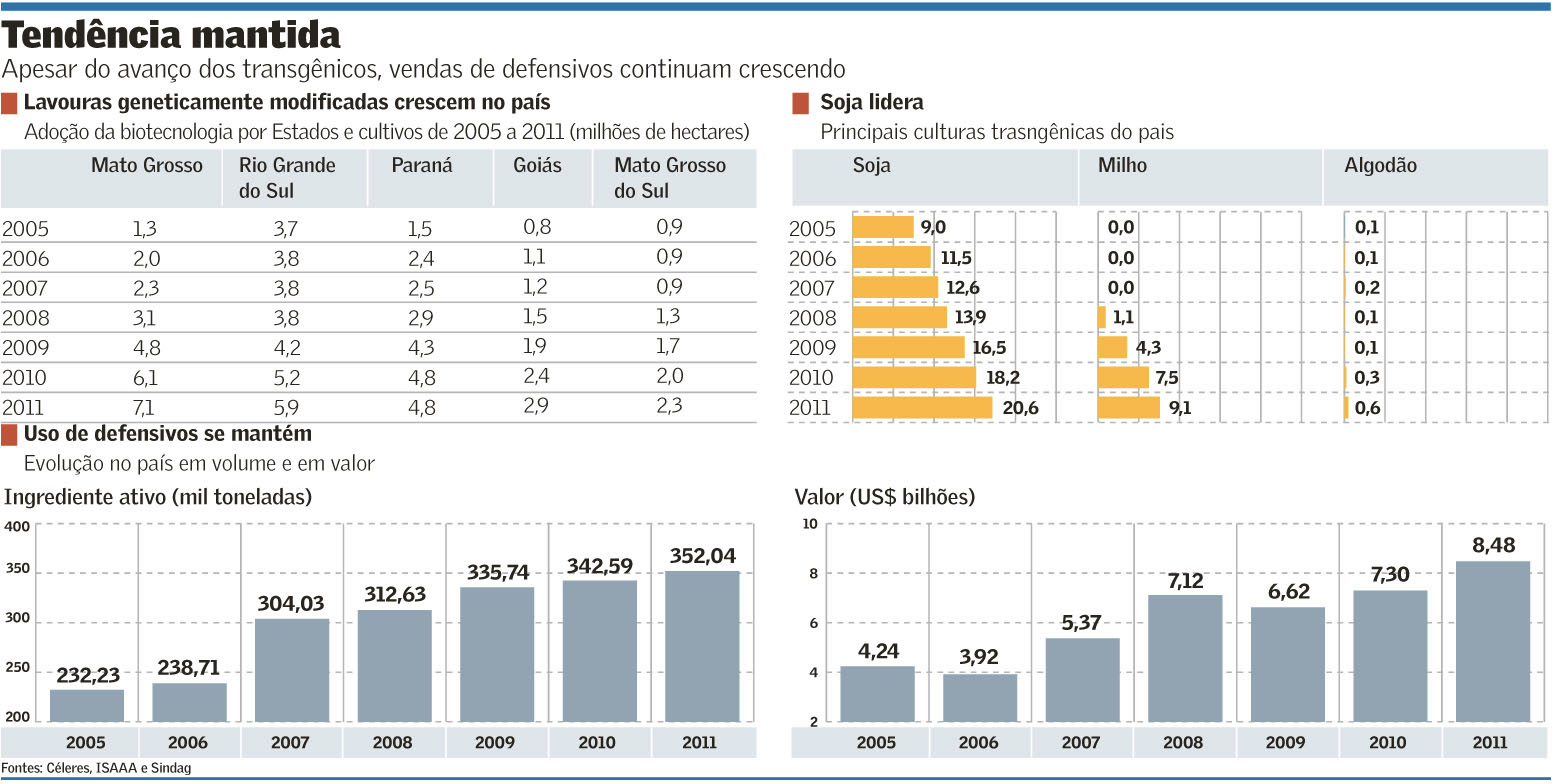 Tendência mantida
Apesar do avanço dos transgênicos, vendas de defensivos continuam crescendo
Lavouras geneticamente modificadas crescem no país
Adoção da biotecnologia por Estados e cultivos de 2005 a 2011 (milhões de hectares)
Mato Grosso Rio Grande do Sul Paraná Goiás Mato Grosso do Sul
2005 1,3 3,7 1,5 0,8 0,9
2006 2,0 3,8 2,4 1,1 0,9
2007 2,3 3,8 2,5 1,2 0,9
2008 3,1 3,8 2,9 1,5 1,3
2009 4,8 4,2 4,3 1,9 1,7
2010 6,1 5,2 4,8 2,4 2,0
2011 7,1 5,9 4,8 2,9 2,3
Soja lidera
Principais culturas trasngênicas do pais
Soja Milho Algodão
2005 9,0 0,0 0,1
2006 11,5 0,0 0,1
2007 12,6 0,0 0,2
2008 13,9 1,1 0,1
2009 16,5 4,3 0,1
2010 18,2 7,5 0,3
2011 20,6 9,1 0,6
Uso de defensivos se mantém
Evolução no país em volume e em valor
Ingrediente ativo (mil toneladas)
400
350
300
250
200
232,23 238,71 304,03 312,63 335,74 342,59 352,04
2005 2006 2007 2008 2009 2010 2011
Valor (US$ bilhões)
10
8
6
4
2
4,24 3,92 5,37 7,12 6,62 7,30 8,48
2005 2006 2007 2008 2009 2010 2011
Fontes: Céleres, ISAAA e Sindag